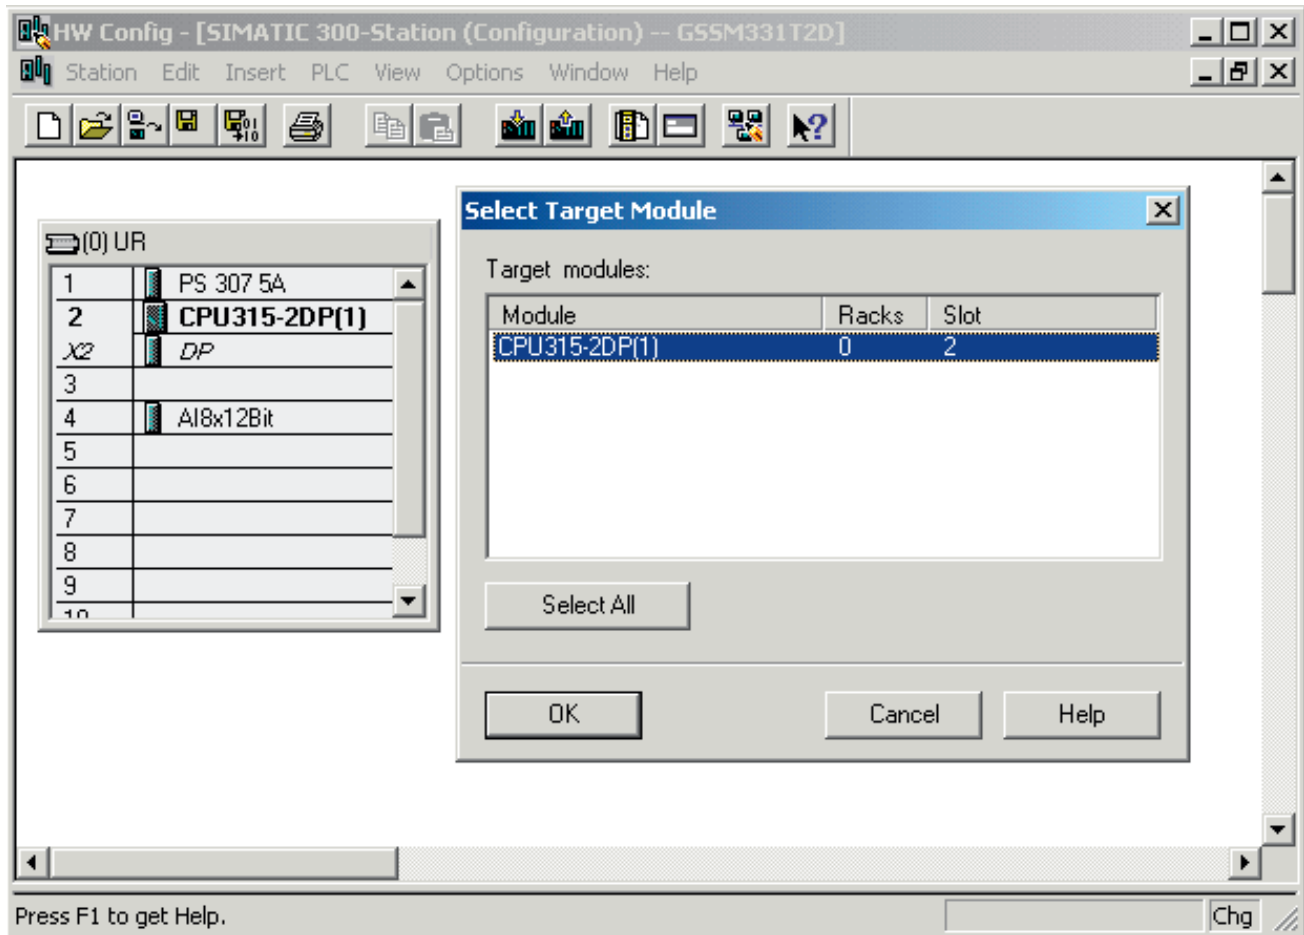 HW Config - [SIMATIC 300-Station (Configuration) -- GSSM331T2D]
Station Edit Insert PLC View Options Window Help
(0) UR
1 PS 307 5A
2 CPU315-2DP(1)
X2 DP
3
4 AI8x12Bit
5
6
7
8
9
10
Select Target Module
Target modules:
Module Racks Slot
CPU315-2DP(1) 0 2
Select All
OK Cancel Help
Press F1 to get Help.
Chg